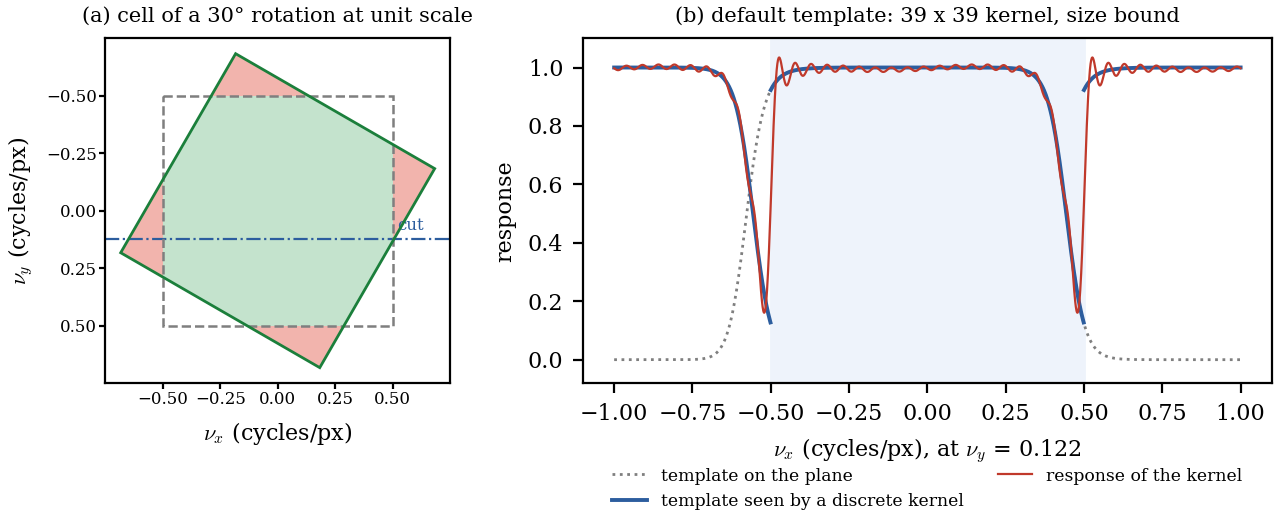 (a) cell of a 30° rotation at unit scale
−0.50
−0.25
0.00
0.25
0.50
νy (cycles/px)
cut
−0.50 −0.25 0.00 0.25 0.50
νx (cycles/px)
(b) default template: 39 x 39 kernel, size bound
1.0
0.8
0.6
0.4
0.2
0.0
response
−1.00 −0.75 −0.50 −0.25 0.00 0.25 0.50 0.75 1.00
νx (cycles/px), at νy = 0.122
template on the plane
template seen by a discrete kernel
response of the kernel